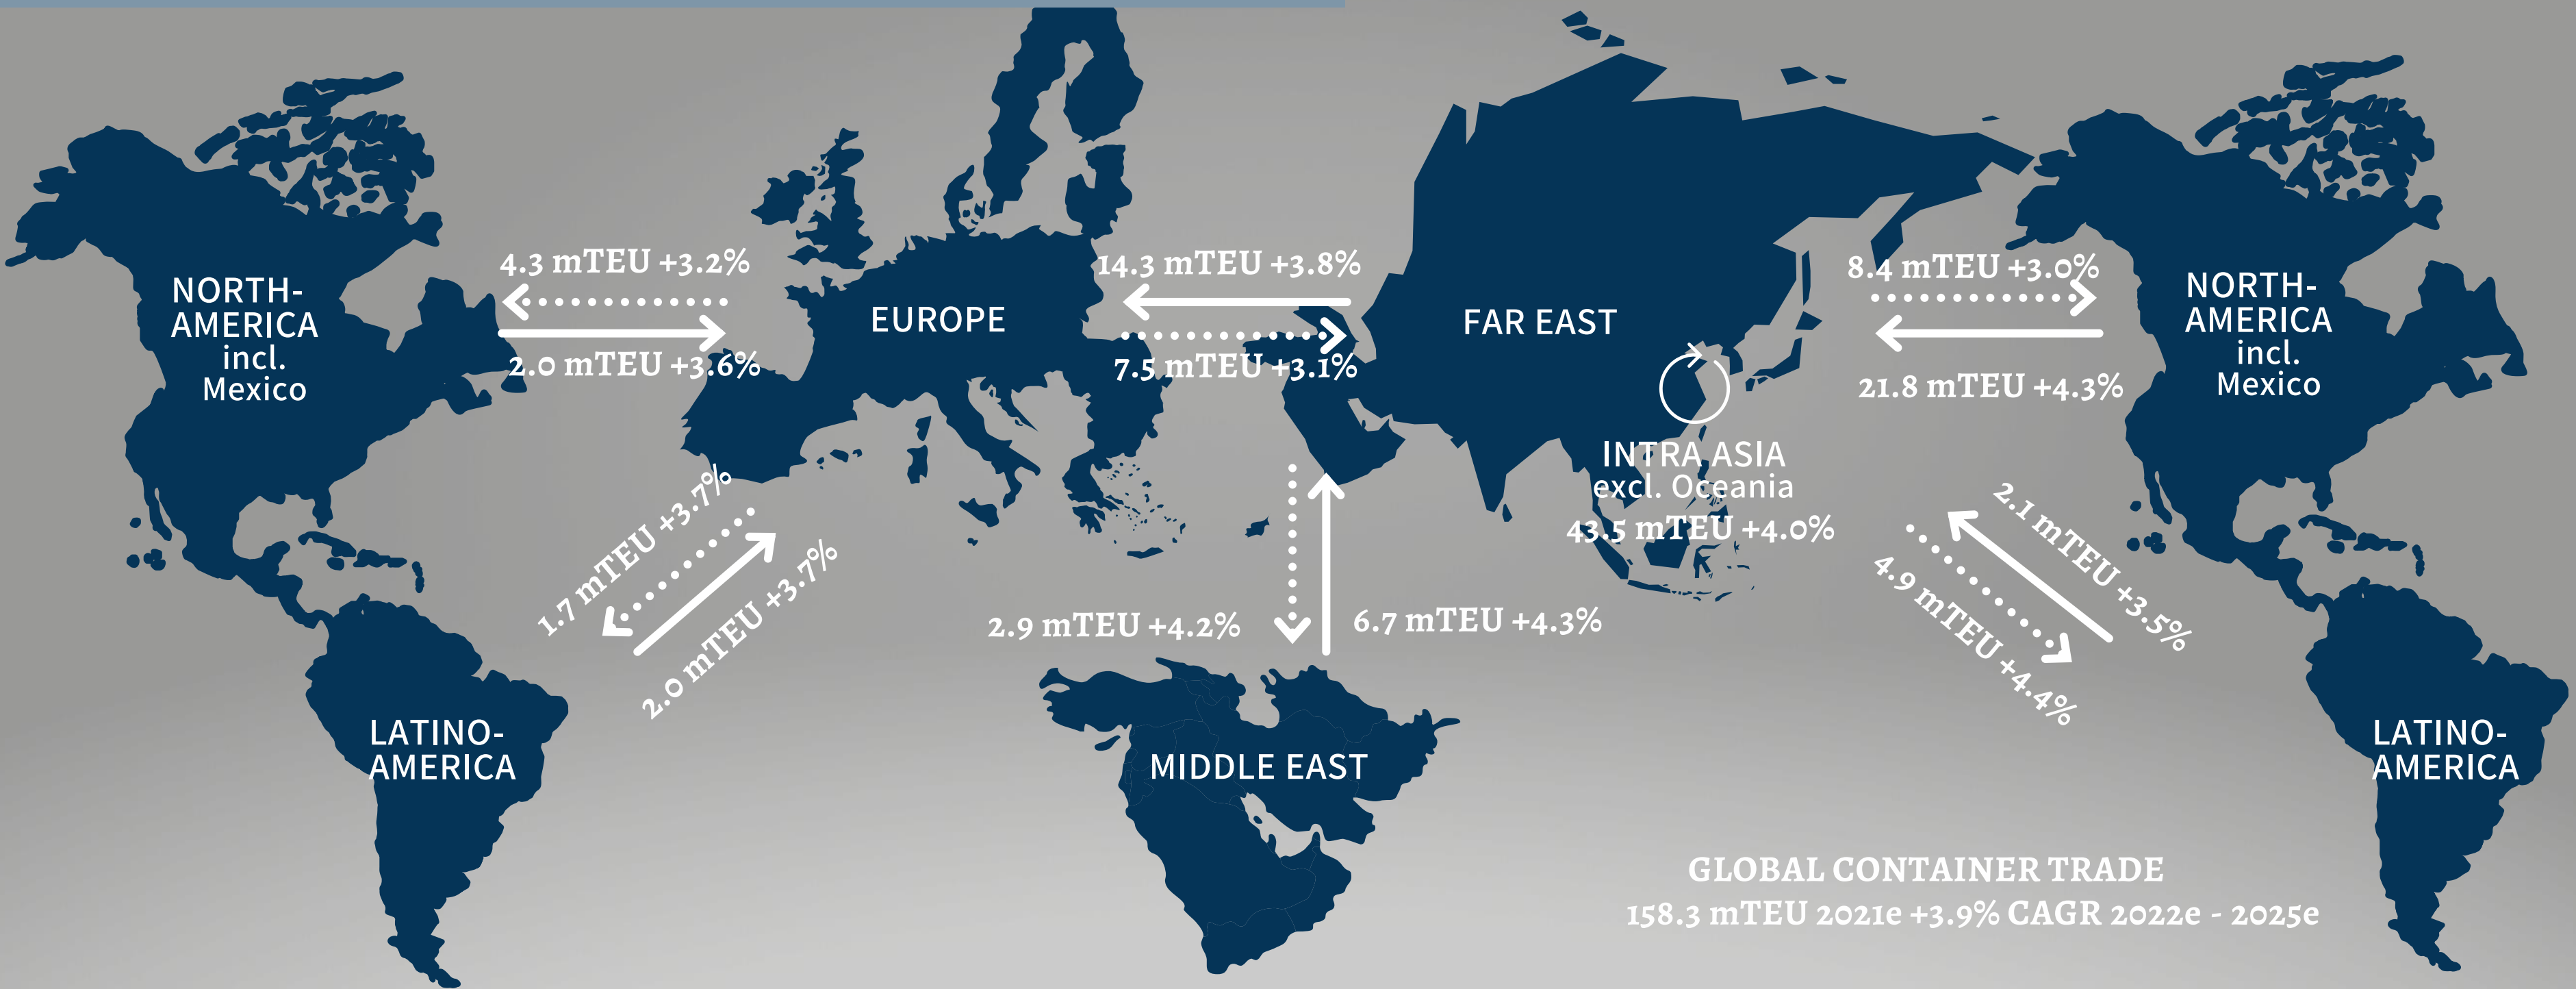 4.3 mTEU +3.2%
2.0 mTEU +3.6%
NORTH-
AMERICA
incl.
Mexico
EUROPE
14.3 mTEU +3.8%
7.5 mTEU +3.1%
FAR EAST
8.4 mTEU +3.0%
21.8 mTEU +4.3%
NORTH-
AMERICA
incl.
Mexico
INTRA ASIA
excl. Oceania
43.5 mTEU +4.0%
1.7 mTEU +3.7%
2.0 mTEU +3.7%
2.9 mTEU +4.2%
6.7 mTEU +4.3%
2.1 mTEU +3.5%
4.9 mTEU +4.4%
LATINO-
AMERICA
MIDDLE EAST
LATINO-
AMERICA
GLOBAL CONTAINER TRADE
158.3 mTEU 2021e +3.9% CAGR 2022e - 2025e